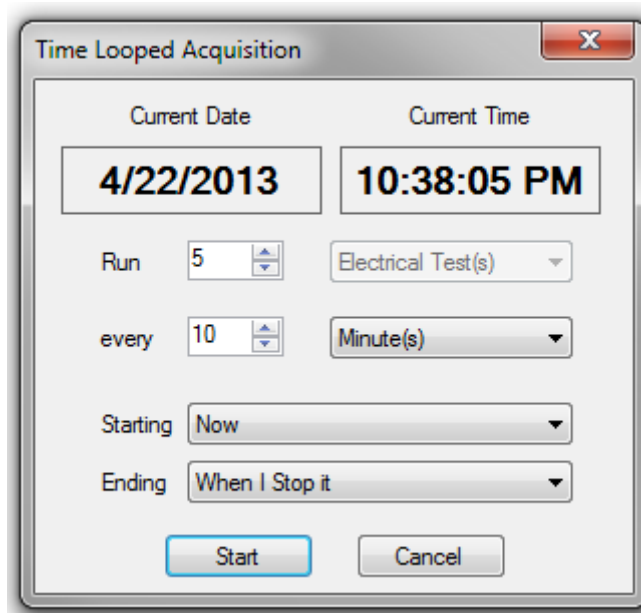 Time Looped Acquisition
Current Date Current Time
4/22/2013 10:38:05 PM
Run 5 Electrical Test(s)
every 10 Minute(s)
Starting Now
Ending When I Stop it
Start Cancel